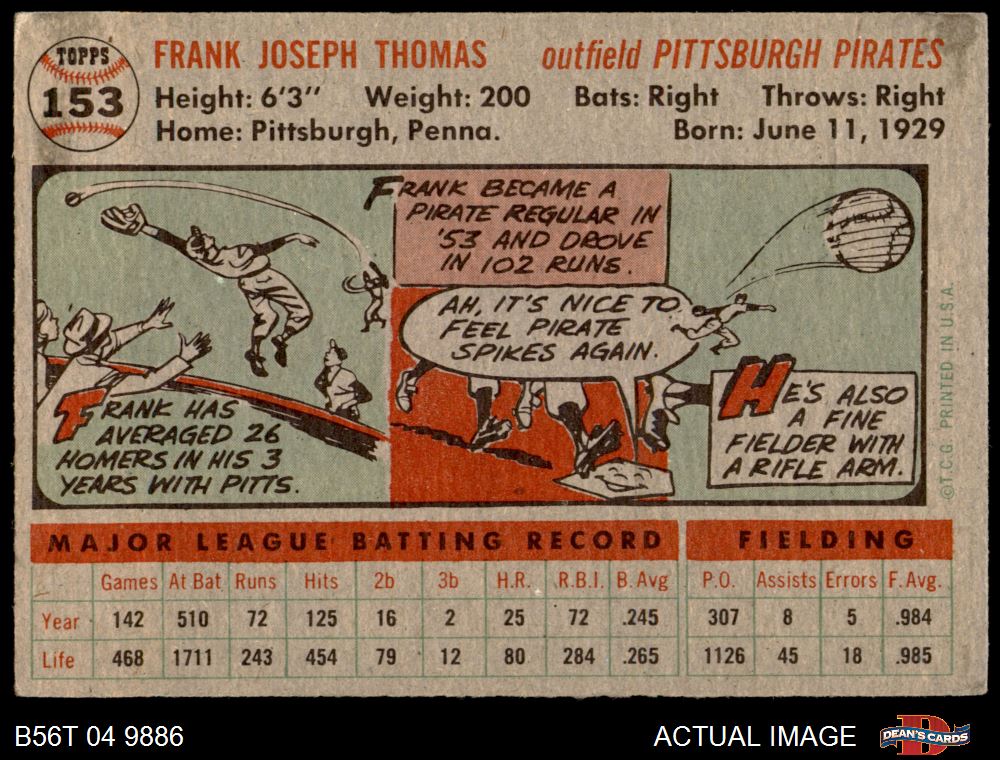 TOPPS
153
FRANK JOSEPH THOMAS outfield PITTSBURGH PIRATES
Height: 6'3" Weight: 200 Bats: Right Throws: Right
Home: Pittsburgh, Penna. Born: June 11, 1929
FRANK BECAME A
PIRATE REGULAR IN
'53 AND DROVE
IN 102 RUNS.
AH, IT'S NICE TO
FEEL PIRATE
SPIKES AGAIN.
FRANK HAS
AVERAGED 26
HOMERS IN HIS 3
YEARS WITH PITTS.
HE'S ALSO
A FINE
FIELDER WITH
A RIFLE ARM.
©T.C.G. PRINTED IN U.S.A.
MAJOR LEAGUE BATTING RECORD FIELDING
Games At Bat Runs Hits 2b 3b H.R. R.B.I. B. Avg P.O. Assists Errors F. Avg.
Year 142 510 72 125 16 2 25 72 .245 307 8 5 .984
Life 468 1711 243 454 79 12 80 284 .265 1126 45 18 .985
B56T 04 9886 ACTUAL IMAGE DEAN'S CARDS